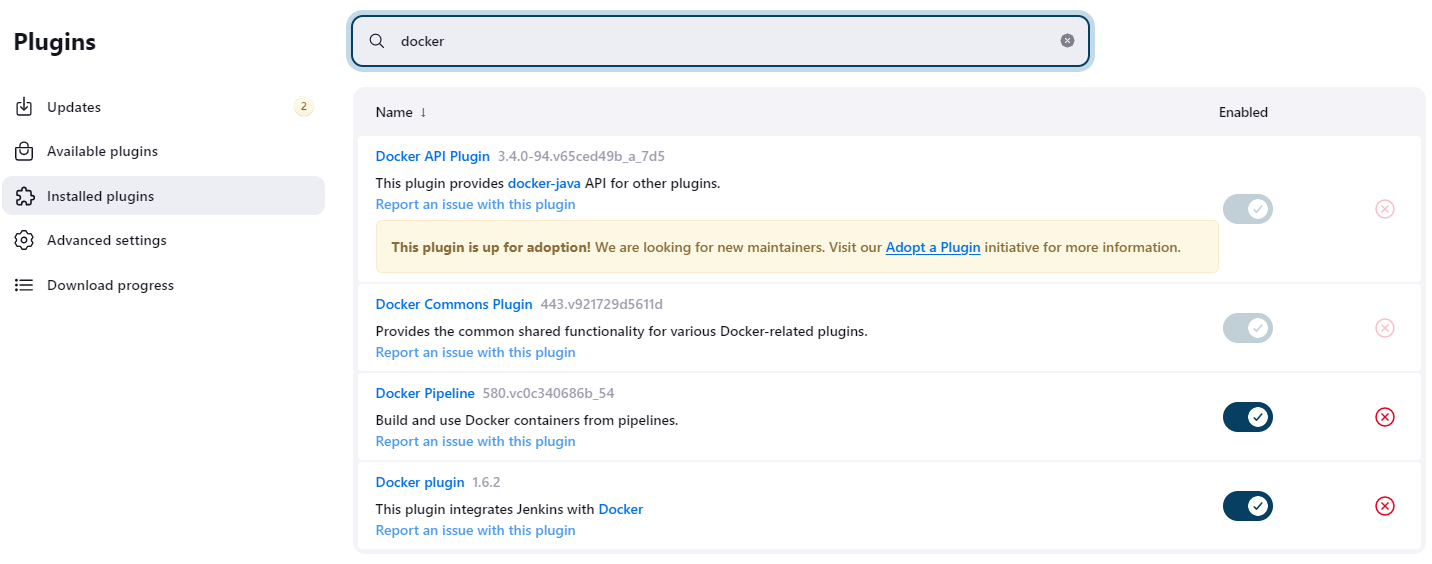 Plugins
docker
Updates 2
Available plugins
Installed plugins
Advanced settings
Download progress
Name ↓ Enabled
Docker API Plugin 3.4.0-94.v65ced49b_a_7d5
This plugin provides docker-java API for other plugins.
Report an issue with this plugin
This plugin is up for adoption! We are looking for new maintainers. Visit our Adopt a Plugin initiative for more information.
Docker Commons Plugin 443.v921729d5611d
Provides the common shared functionality for various Docker-related plugins.
Report an issue with this plugin
Docker Pipeline 580.vc0c340686b_54
Build and use Docker containers from pipelines.
Report an issue with this plugin
Docker plugin 1.6.2
This plugin integrates Jenkins with Docker
Report an issue with this plugin